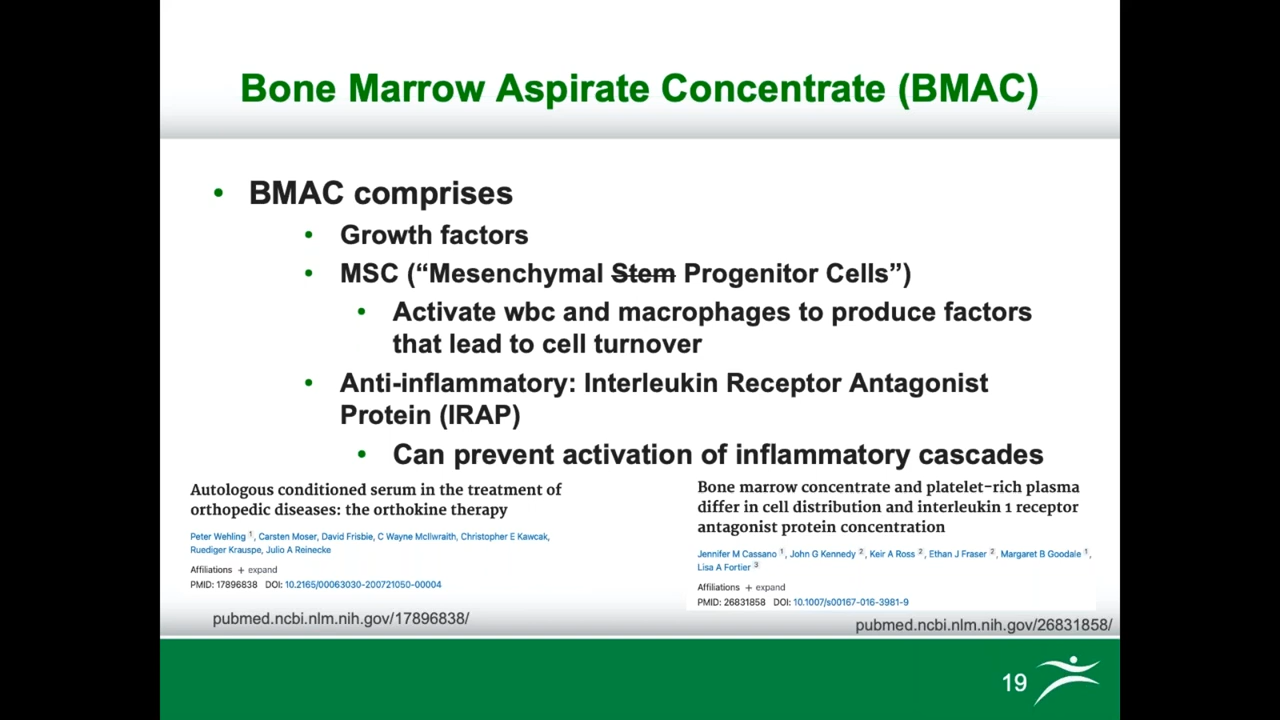 Bone Marrow Aspirate Concentrate (BMAC)
• BMAC comprises
• Growth factors
• MSC (“Mesenchymal Stem Progenitor Cells”)
• Activate wbc and macrophages to produce factors
that lead to cell turnover
• Anti-inflammatory: Interleukin Receptor Antagonist
Protein (IRAP)
• Can prevent activation of inflammatory cascades
Autologous conditioned serum in the treatment of
orthopedic diseases: the orthokine therapy
Peter Wehling 1, Carsten Moser, David Frisbie, C Wayne McIlwraith, Christopher E Kawcak,
Ruediger Krauspe, Julio A Reinecke
Affiliations + expand
PMID: 17896838 DOI: 10.2165/00063030-200721050-00004
pubmed.ncbi.nlm.nih.gov/17896838/
Bone marrow concentrate and platelet-rich plasma
differ in cell distribution and interleukin 1 receptor
antagonist protein concentration
Jennifer M Cassano 1, John G Kennedy 2, Keir A Ross 2, Ethan J Fraser 2, Margaret B Goodale 1,
Lisa A Fortier 3
Affiliations + expand
PMID: 26831858 DOI: 10.1007/s00167-016-3981-9
pubmed.ncbi.nlm.nih.gov/26831858/
19